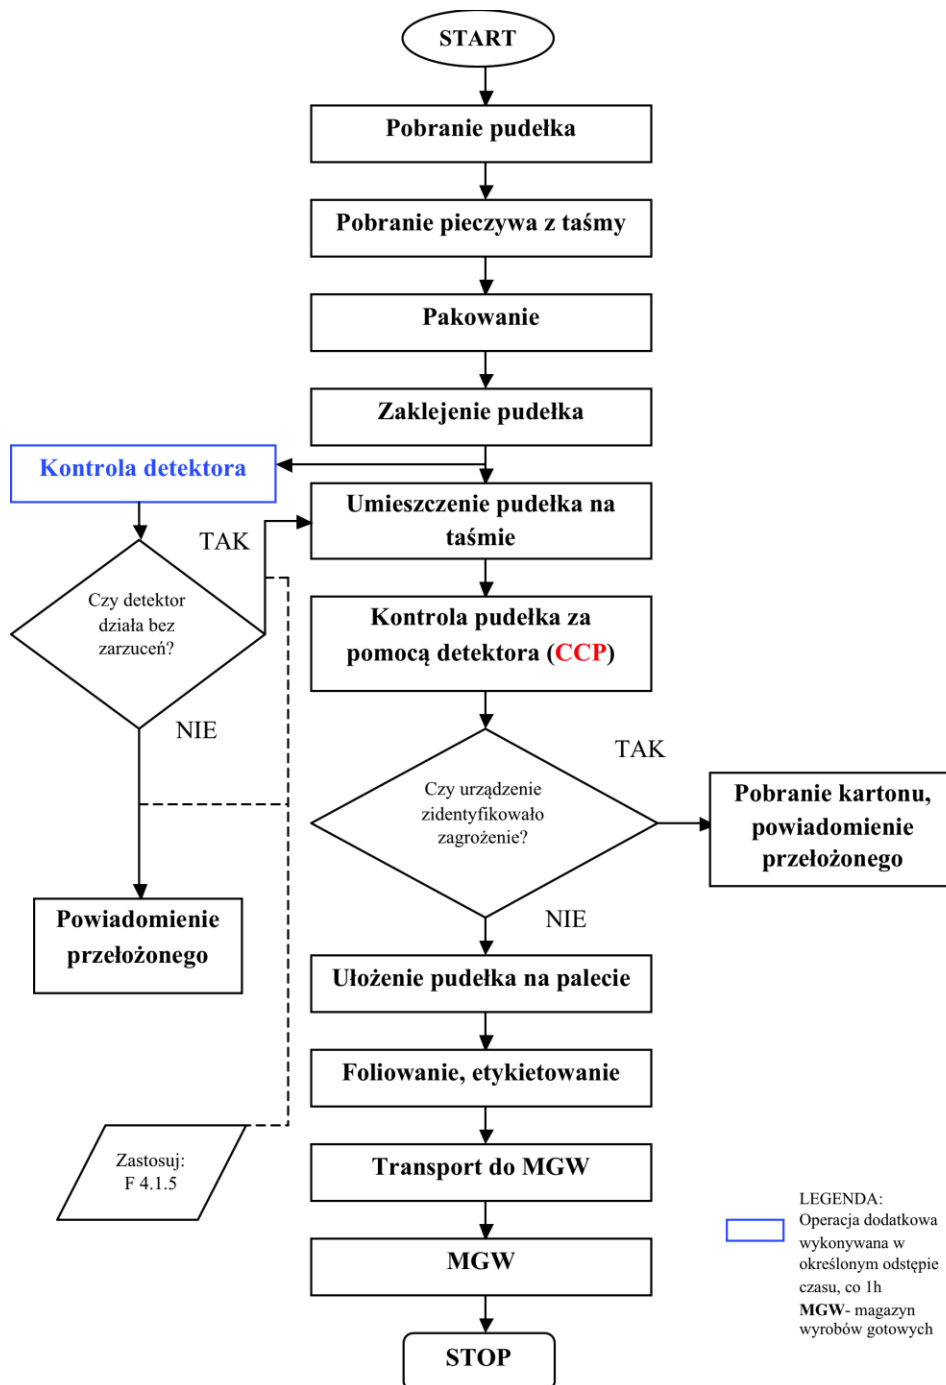 START
Pobranie pudełka
Pobranie pieczywa z taśmy
Pakowanie
Zaklejenie pudełka
Kontrola detektora
Umieszczenie pudełka na
taśmie
TAK
Czy detektor
działa bez
zarzuceń?
Kontrola pudełka za
pomocą detektora (CCP)
NIE
TAK
Czy urządzenie
zidentyfikowało
zagrożenie?
Pobranie kartonu,
powiadomienie
przełożonego
NIE
Powiadomienie
przełożonego
Ułożenie pudełka na palecie
Foliowanie, etykietowanie
Zastosuj:
F 4.1.5
Transport do MGW
MGW
STOP
LEGENDA:
Operacja dodatkowa
wykonywana w
określonym odstępie
czasu, co 1h
MGW- magazyn
wyrobów gotowych